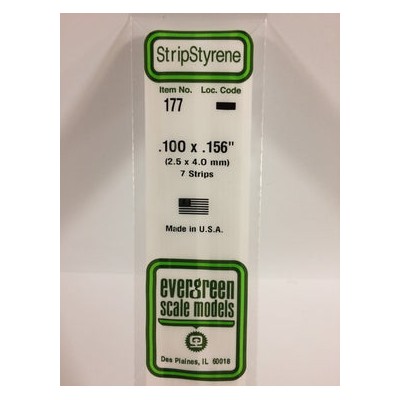 StripStyrene
Item No. Loc. Code
177
.100 x .156"
(2.5 x 4.0 mm)
7 Strips
Made in U.S.A.
evergreen
scale models
Des Plaines, IL 60018